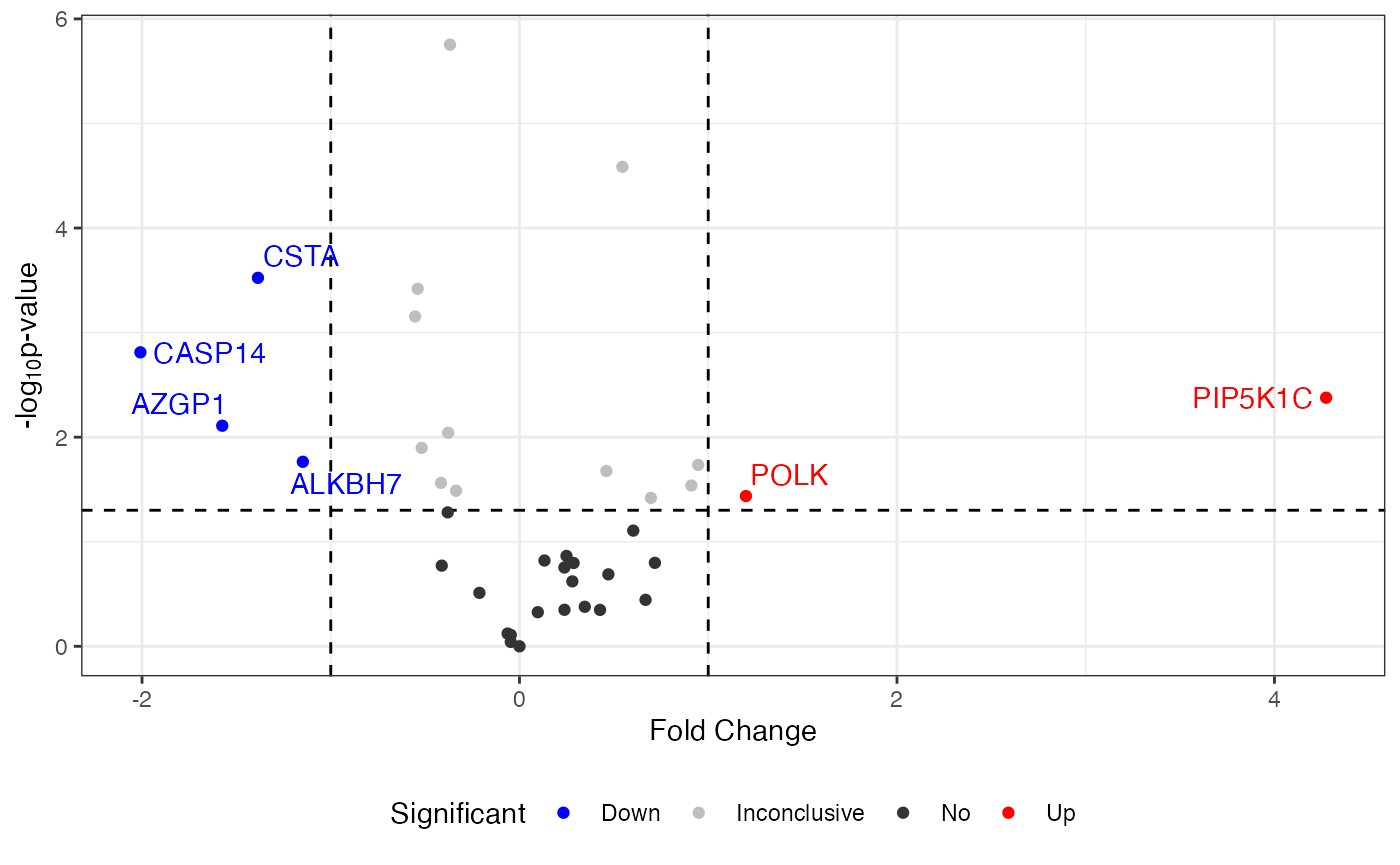 6
4
2
0
-log₁₀p-value
CSTA
CASP14
AZGP1
ALKBH7
PIP5K1C
POLK
-2
0
2
4
Fold Change
Significant Down Inconclusive No Up